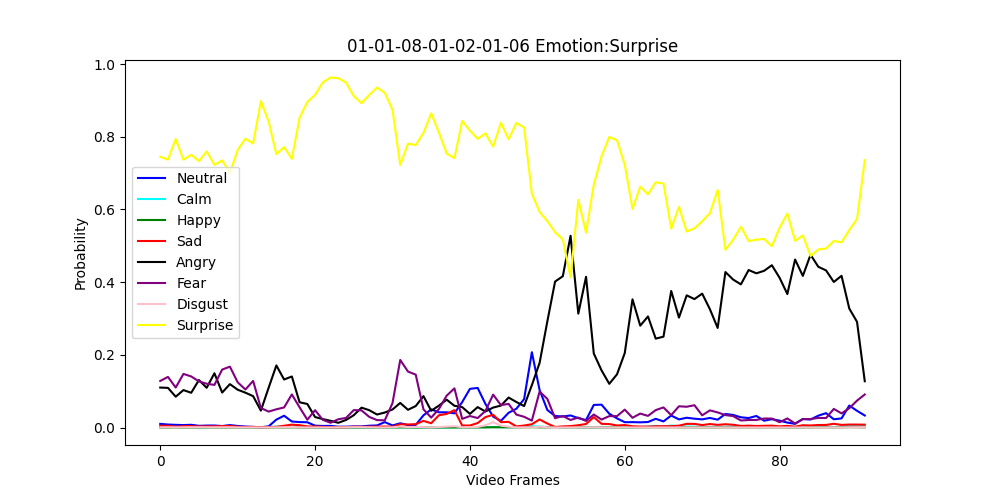 01-01-08-01-02-01-06 Emotion:Surprise
1.0
0.8
0.6
0.4
0.2
0.0
Probability
Neutral
Calm
Happy
Sad
Angry
Fear
Disgust
Surprise
0 20 40 60 80
Video Frames